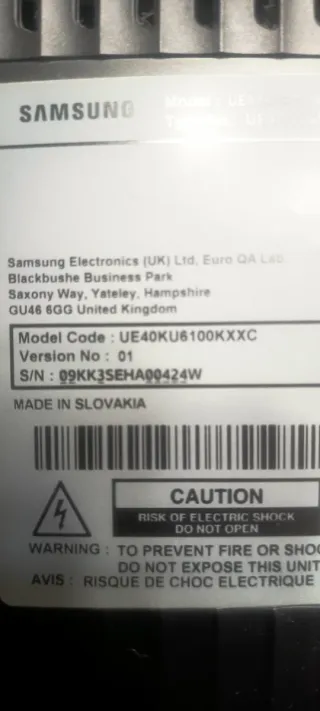 SAMSUNG
Samsung Electronics (UK) Ltd, Euro QA Lab.
Blackbushe Business Park
Saxony Way, Yateley, Hampshire
GU46 6GG United Kingdom
Model Code : UE40KU6100KXXC
Version No : 01
S/N : 09KK3SEHA00424W
MADE IN SLOVAKIA
CAUTION
RISK OF ELECTRIC SHOCK
DO NOT OPEN
WARNING : TO PREVENT FIRE OR SHO
DO NOT EXPOSE THIS UNIT
AVIS : RISQUE DE CHOC ELECTRIQUE